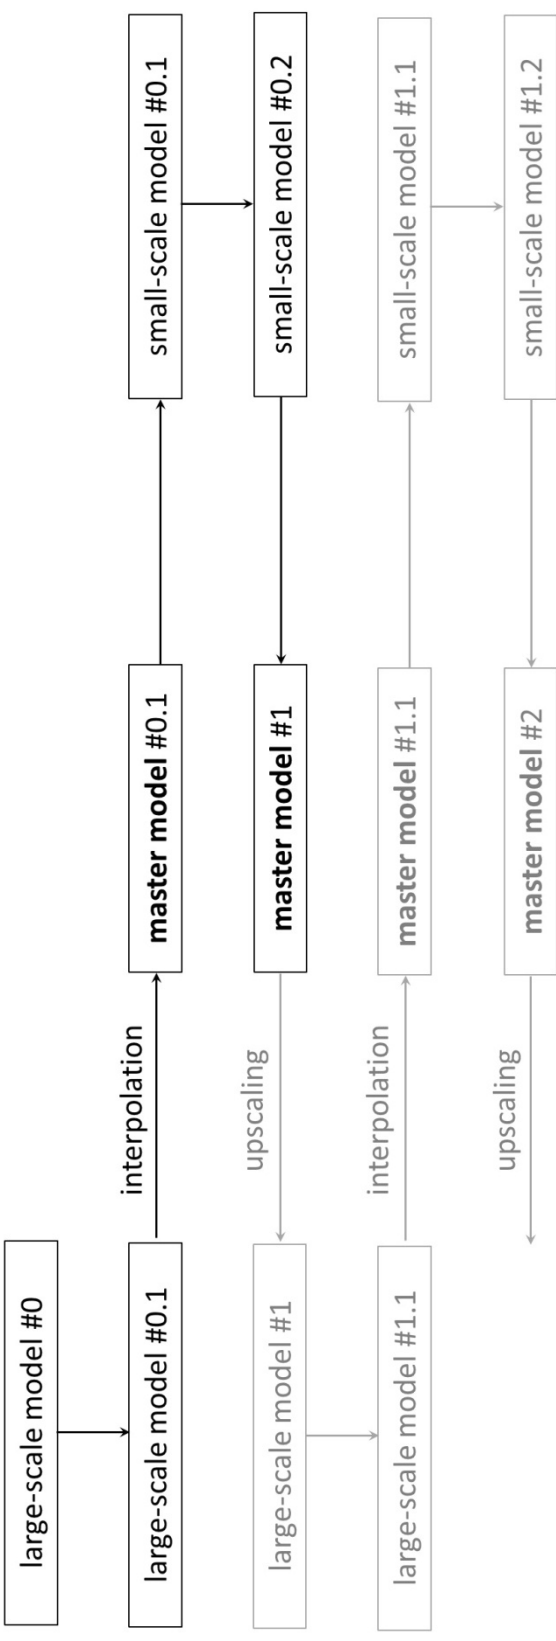 large-scale model #0
large-scale model #0.1
interpolation
master model #0.1
small-scale model #0.1
small-scale model #0.2
master model #1
upscaling
large-scale model #1
large-scale model #1.1
interpolation
master model #1.1
small-scale model #1.1
small-scale model #1.2
master model #2
upscaling